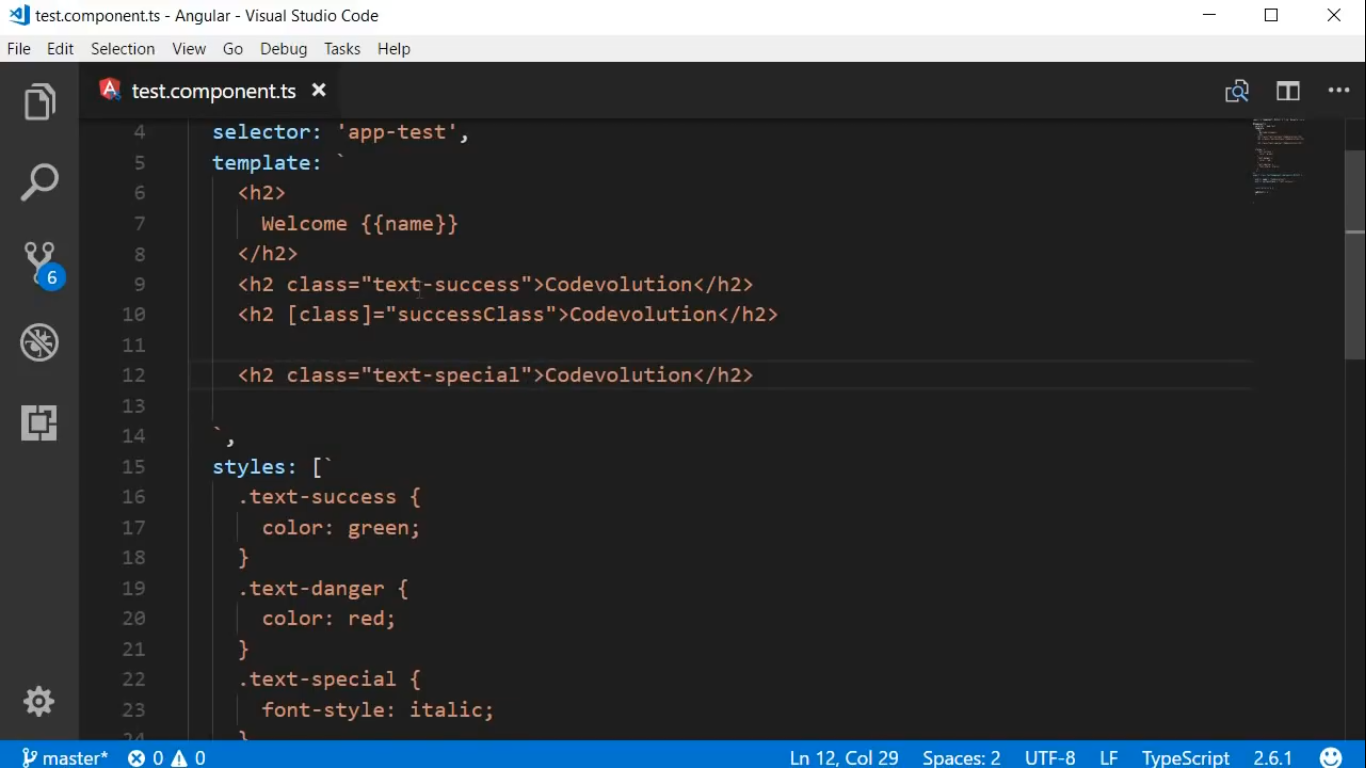 test.component.ts - Angular - Visual Studio Code
File Edit Selection View Go Debug Tasks Help
test.component.ts
4 selector: 'app-test',
5 template: `
6 <h2>
7 Welcome {{name}}
8 </h2>
9 <h2 class="text-success">Codevolution</h2>
10 <h2 [class]="successClass">Codevolution</h2>
11
12 <h2 class="text-special">Codevolution</h2>
13
14 `,
15 styles: [`
16 .text-success {
17 color: green;
18 }
19 .text-danger {
20 color: red;
21 }
22 .text-special {
23 font-style: italic;
24 }
6
master* 0 0 Ln 12, Col 29 Spaces: 2 UTF-8 LF TypeScript 2.6.1